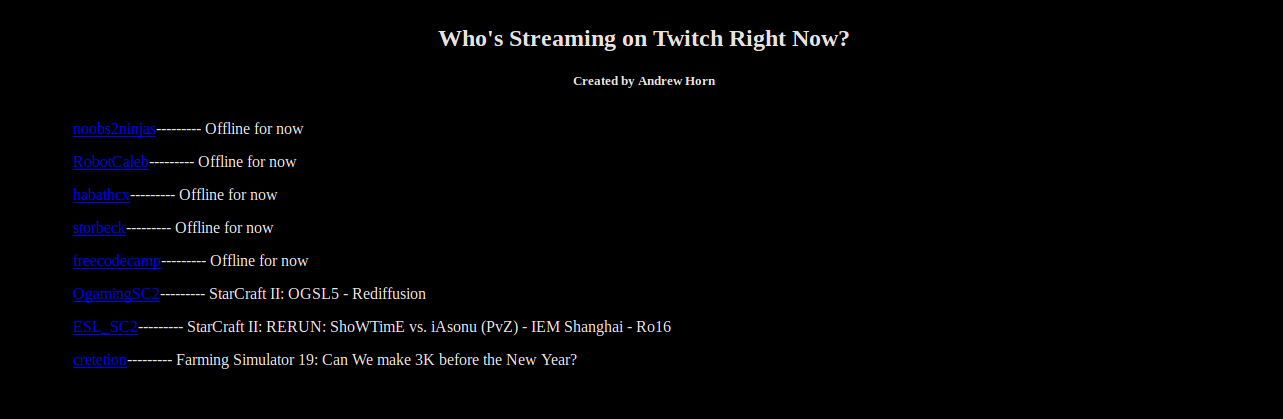 Who's Streaming on Twitch Right Now?
Created by Andrew Horn
noobs2ninjas--------- Offline for now
RobotCaleb--------- Offline for now
habathcx--------- Offline for now
storbeck--------- Offline for now
freecodecamp--------- Offline for now
OgamingSC2--------- StarCraft II: OGSL5 - Rediffusion
ESL_SC2--------- StarCraft II: RERUN: ShoWTimE vs. iAsonu (PvZ) - IEM Shanghai - Ro16
cretetion--------- Farming Simulator 19: Can We make 3K before the New Year?